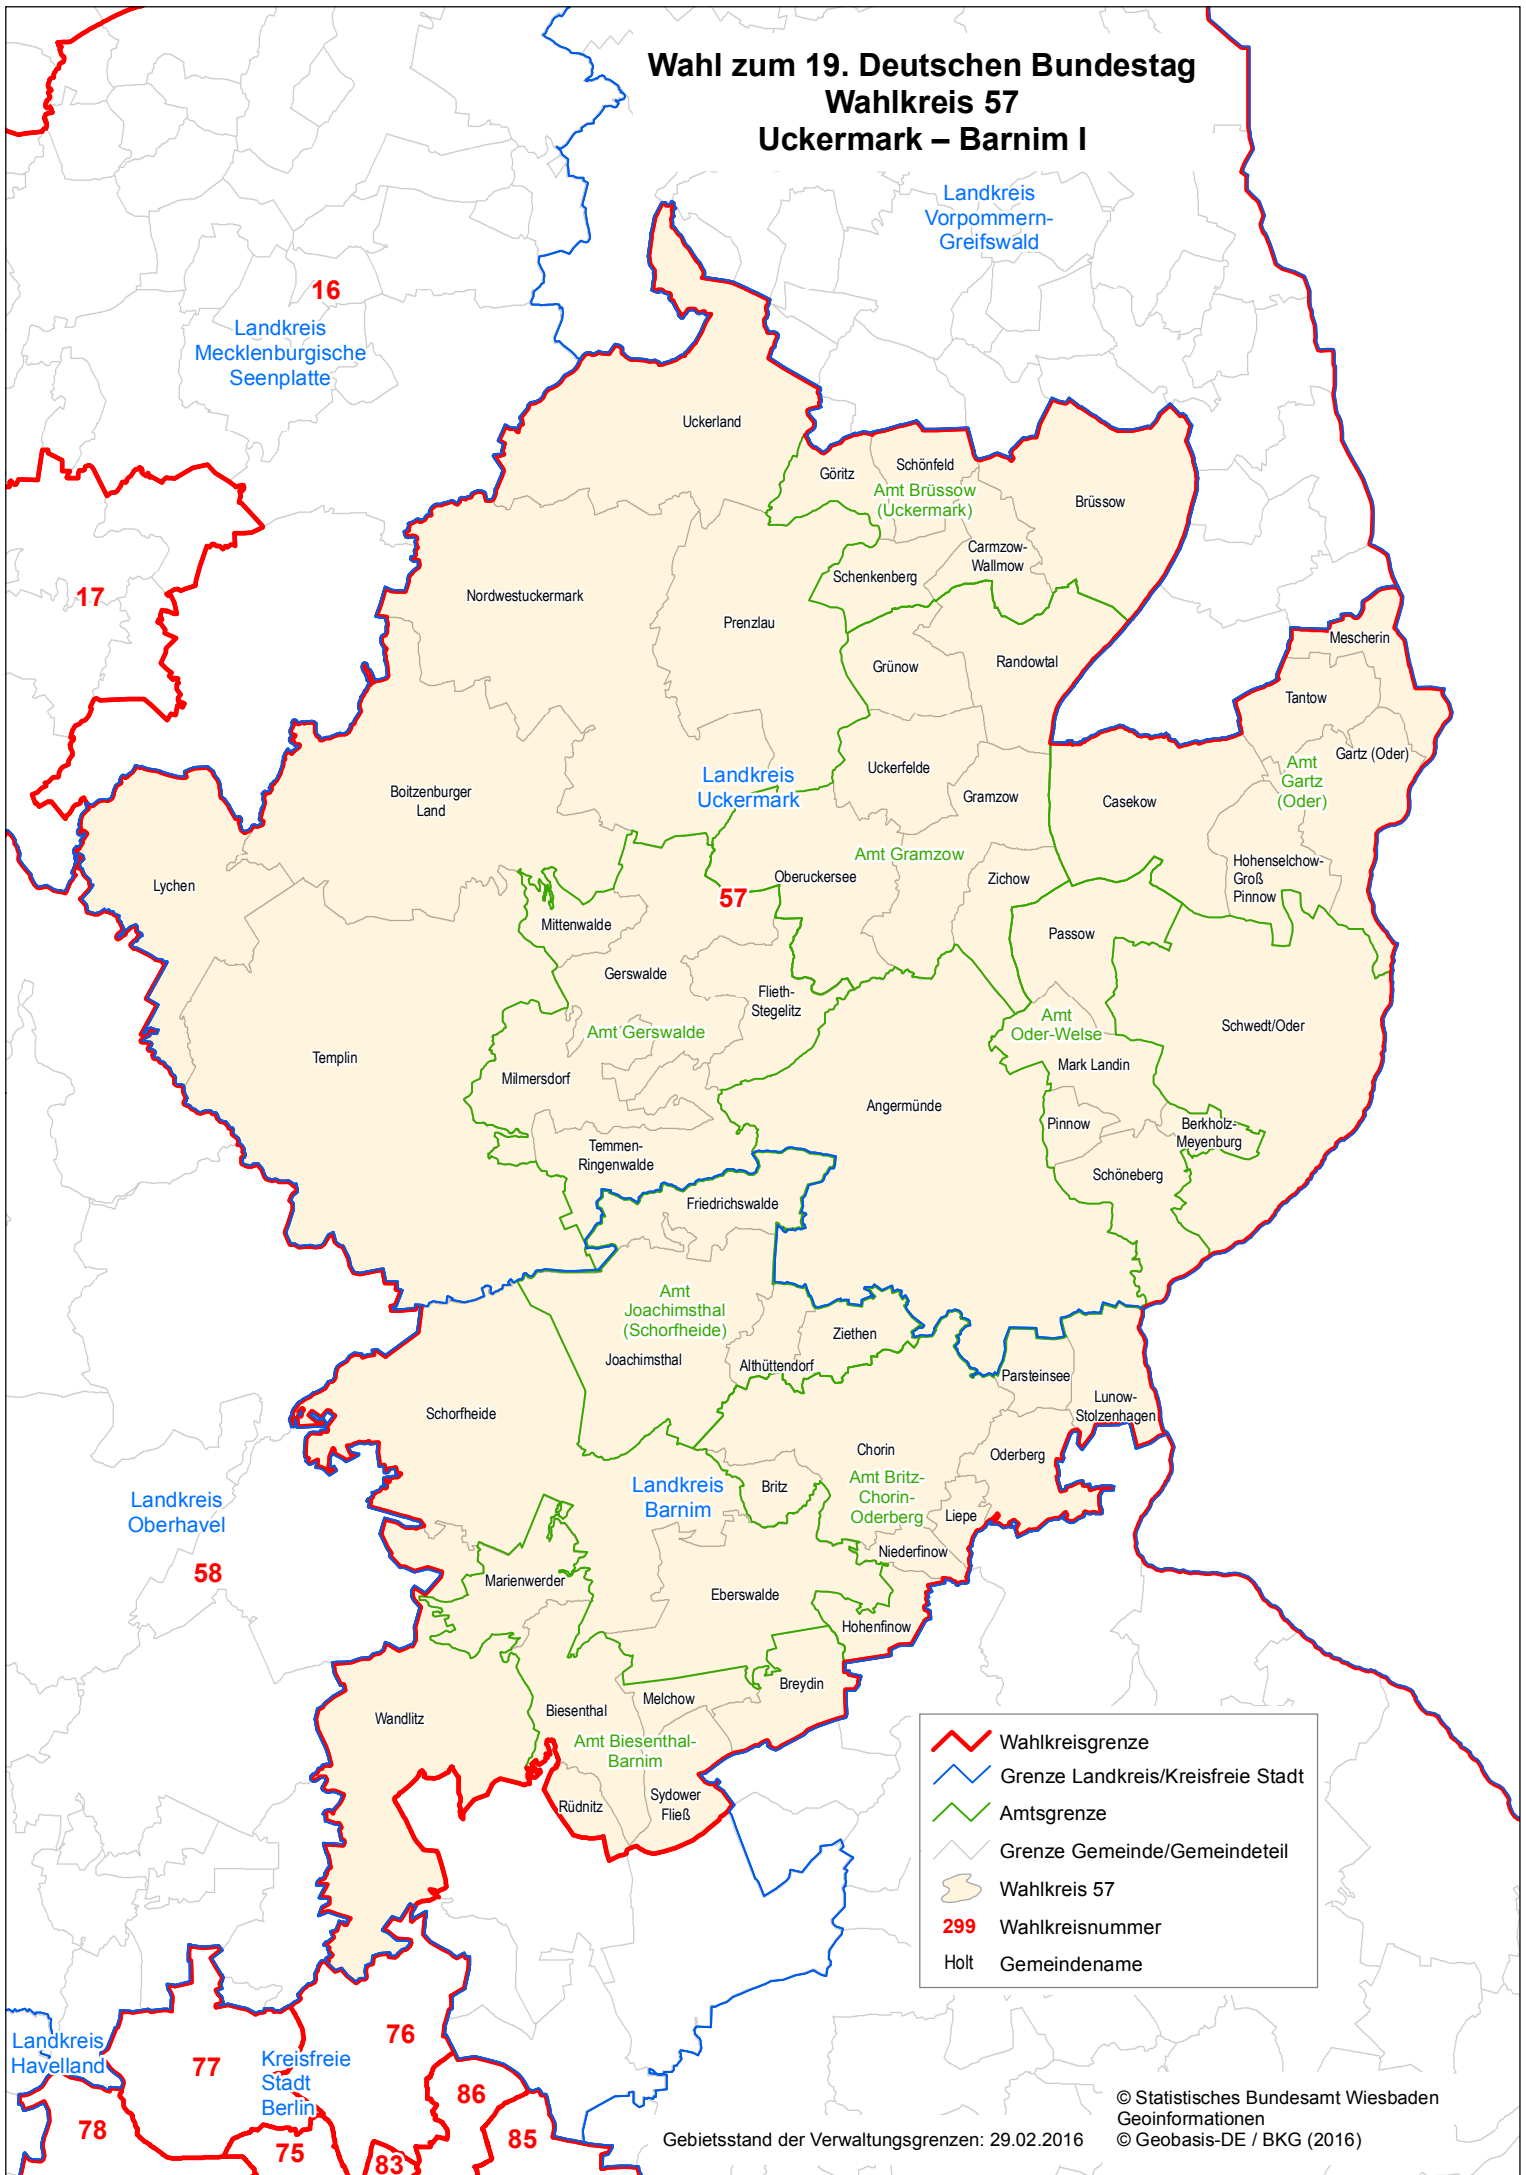 Wahl zum 19. Deutschen Bundestag
Wahlkreis 57
Uckermark – Barnim I
Landkreis
Vorpommern-
Greifswald
16
Landkreis
Mecklenburgische
Seenplatte
Uckerland
Göritz
Schönfeld
Amt Brüssow
(Uckermark)
Brüssow
Carmzow-
Wallmow
Schenkenberg
17
Nordwestuckermark
Prenzlau
Grünow
Randowtal
Mescherin
Tantow
Gartz (Oder)
Amt
Gartz
(Oder)
Landkreis
Uckermark
Uckerfelde
Gramzow
Casekow
Boitzenburger
Land
Amt Gramzow
Hohenselchow-
Groß
Pinnow
Lychen
Oberuckersee
Zichow
57
Mittenwalde
Passow
Gerswalde
Flieth-
Stegelitz
Amt
Oder-Welse
Schwedt/Oder
Amt Gerswalde
Templin
Mark Landin
Milmersdorf
Angermünde
Pinnow
Berkholz-
Meyenburg
Temmen-
Ringenwalde
Schöneberg
Friedrichswalde
Amt
Joachimsthal
(Schorfheide)
Joachimsthal
Ziethen
Althüttendorf
Parsteinsee
Lunow-
Stolzenhagen
Schorfheide
Chorin
Oderberg
Landkreis
Barnim
Britz
Amt Britz-
Chorin-
Oderberg
Liepe
Landkreis
Oberhavel
58
Niederfinow
Marienwerder
Eberswalde
Hohenfinow
Breydin
Melchow
Biesenthal
Wandlitz
Amt Biesenthal-
Barnim
Rüdnitz
Sydower
Fließ
Wahlkreisgrenze
Grenze Landkreis/Kreisfreie Stadt
Amtsgrenze
Grenze Gemeinde/Gemeindeteil
Wahlkreis 57
299 Wahlkreisnummer
Holt Gemeindename
Landkreis
Havelland
77
76
Kreisfreie
Stadt
Berlin
86
78
75
83
85
Gebietsstand der Verwaltungsgrenzen: 29.02.2016
© Statistisches Bundesamt Wiesbaden
Geoinformationen
© Geobasis-DE / BKG (2016)